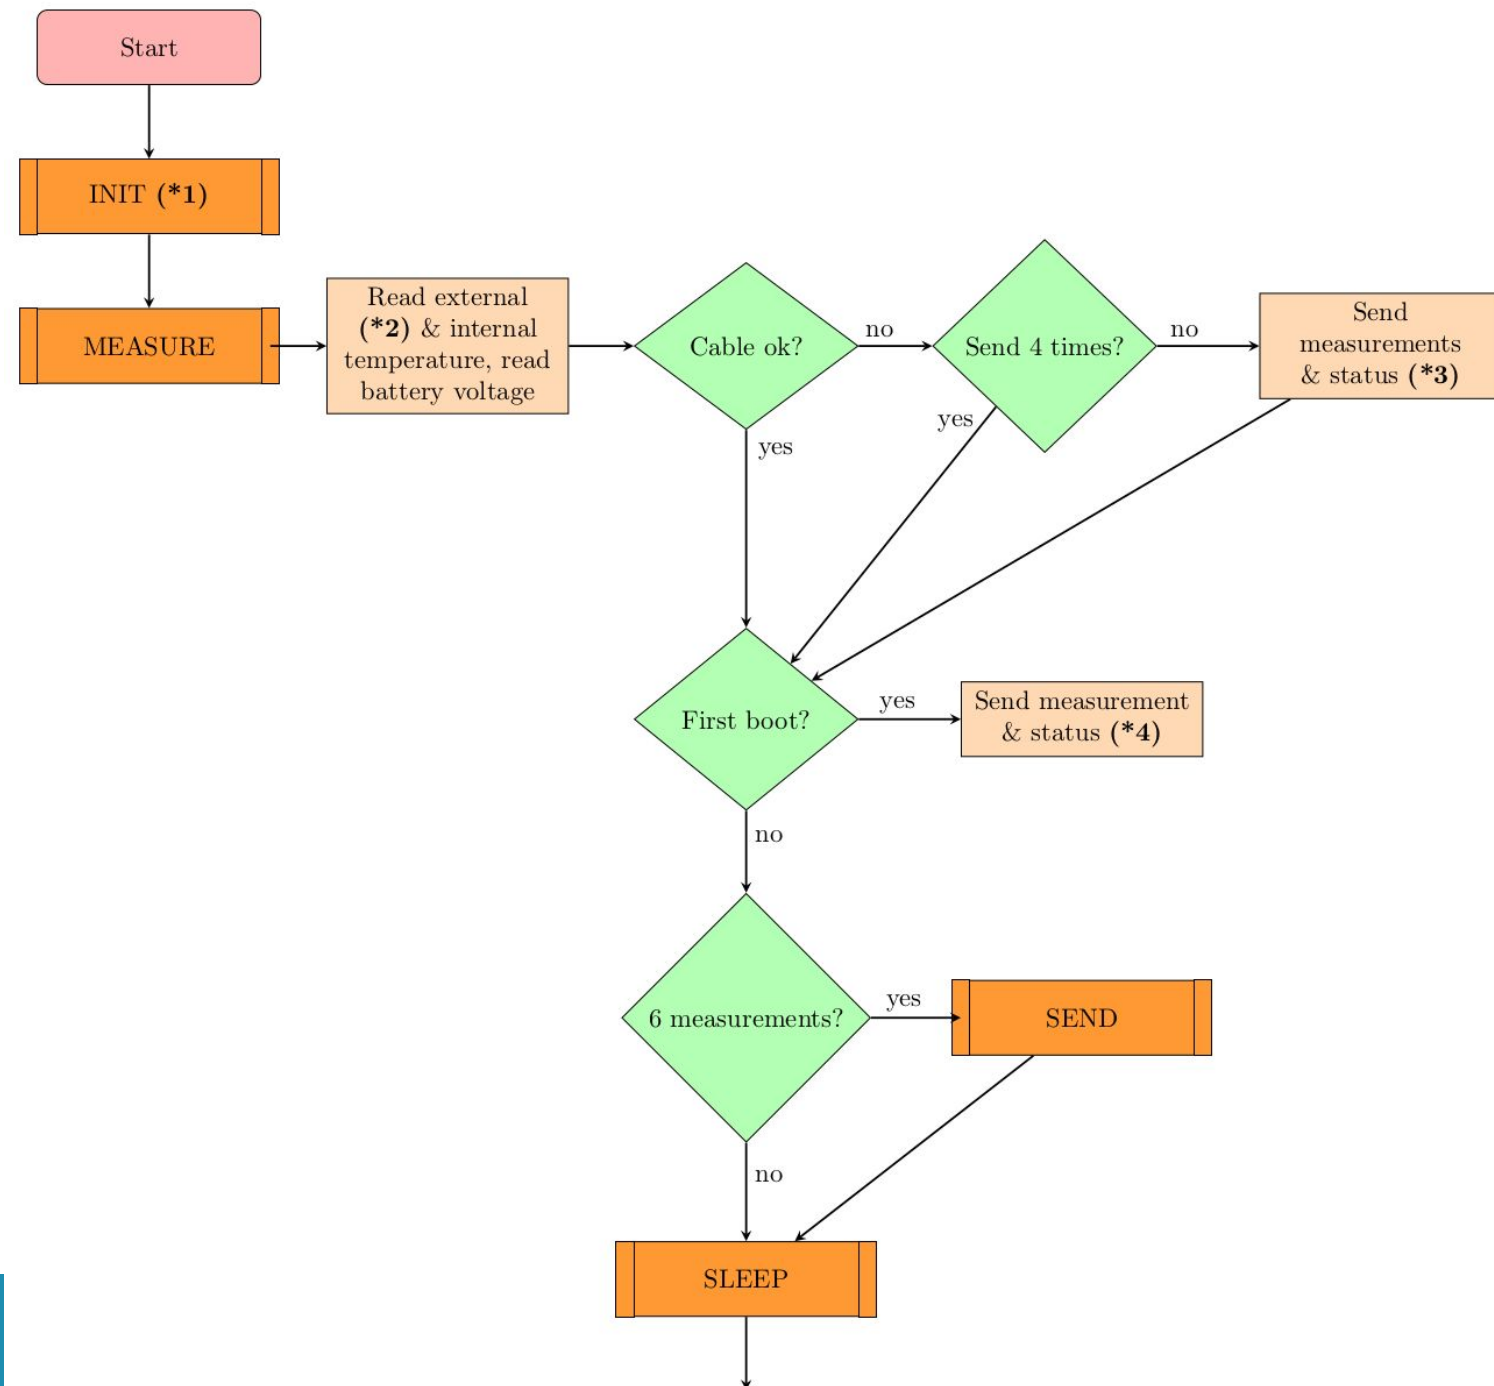 Start
INIT (*1)
MEASURE
Read external
(*2) & internal
temperature, read
battery voltage
Cable ok?
no
Send 4 times?
no
Send
measurements
& status (*3)
yes
yes
First boot?
yes
Send measurement
& status (*4)
no
6 measurements?
yes
SEND
no
SLEEP